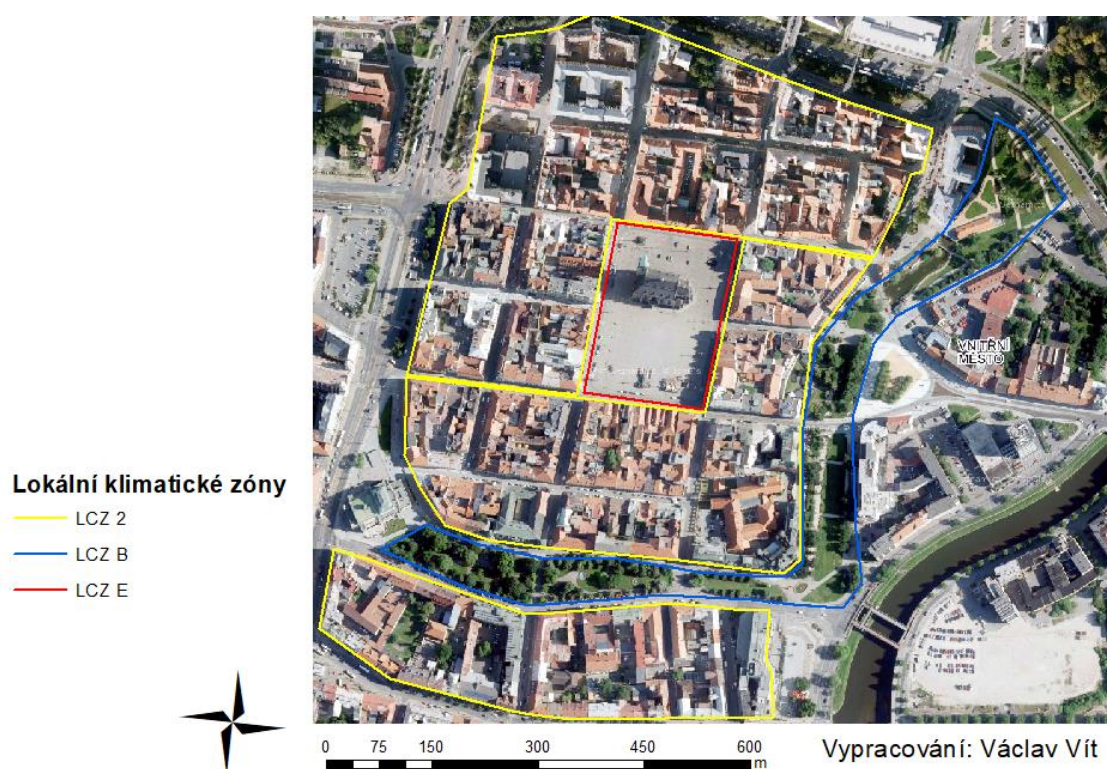 VNITŘNÍ
MĚSTO
Lokální klimatické zóny
LCZ 2
LCZ B
LCZ E
0 75 150 300 450 600
m
Vypracování: Václav Vít